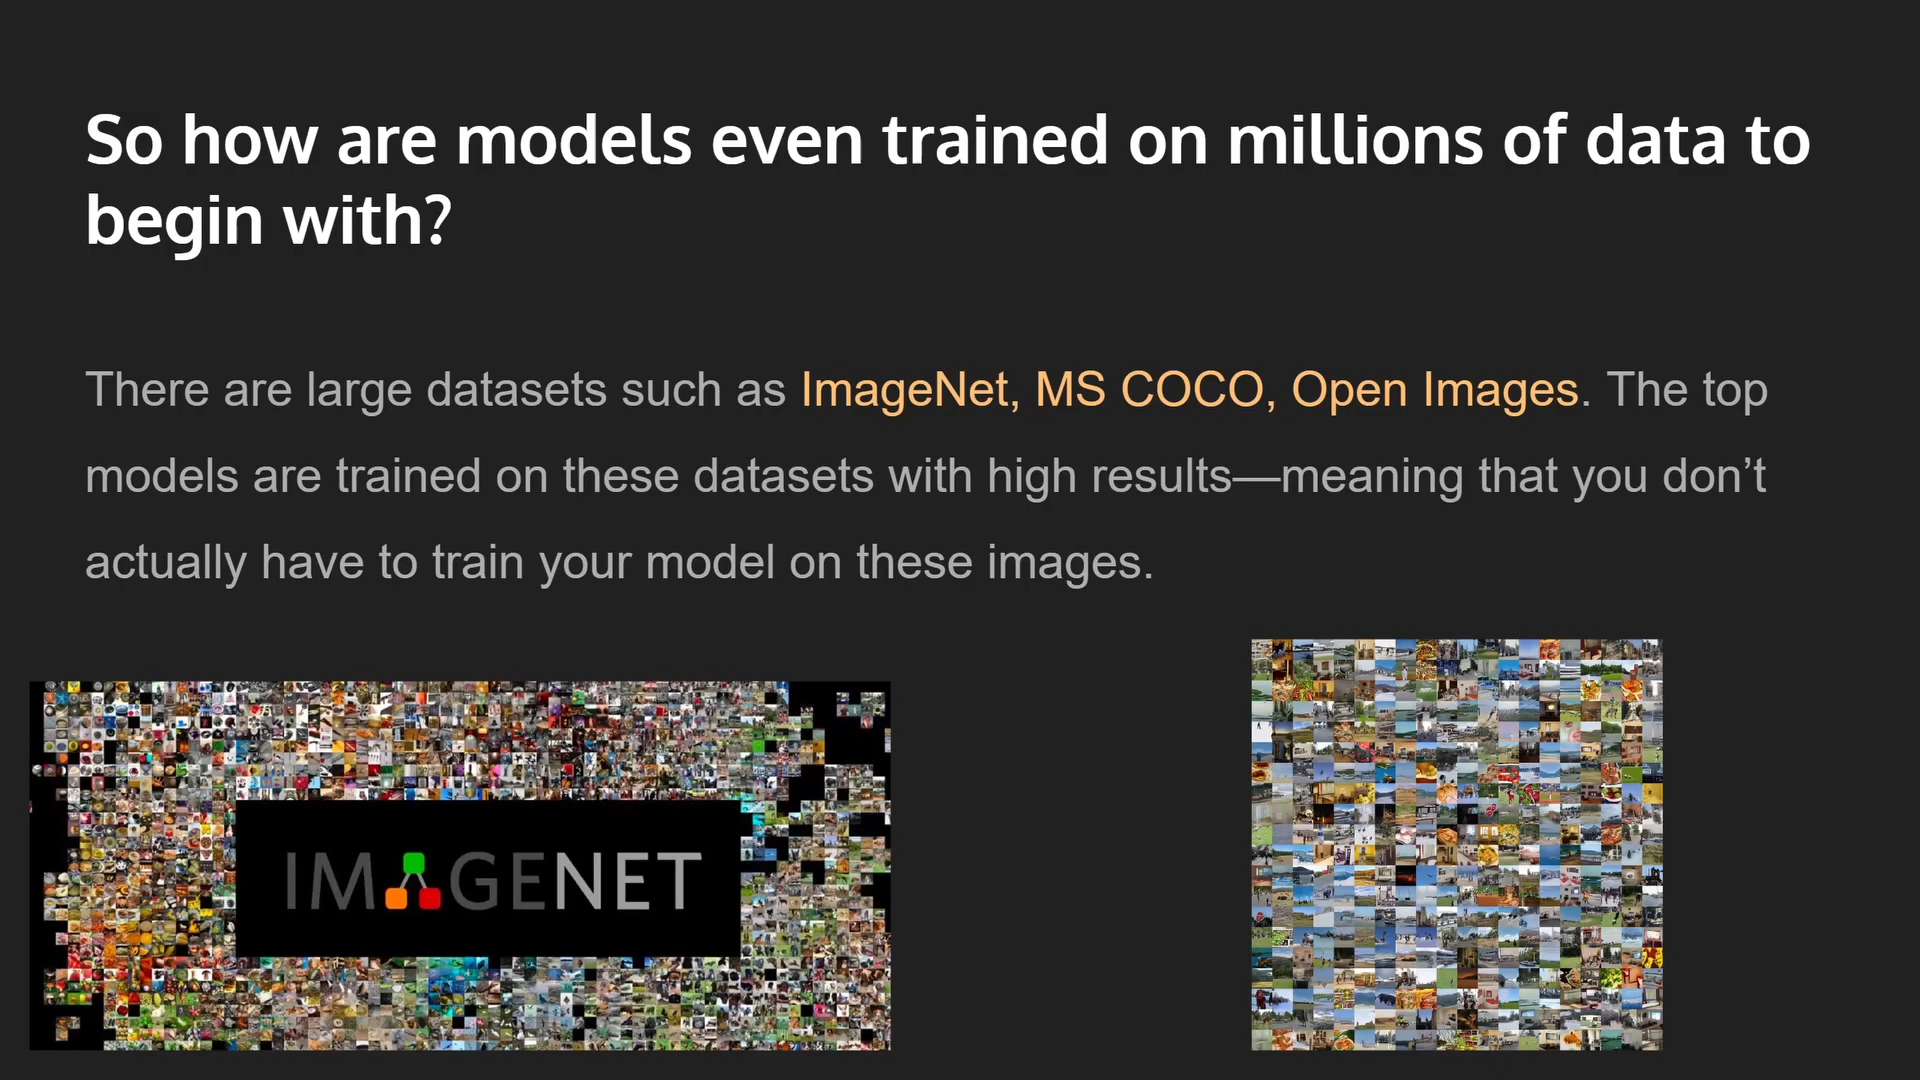 So how are models even trained on millions of data to
begin with?
There are large datasets such as ImageNet, MS COCO, Open Images. The top
models are trained on these datasets with high results—meaning that you don’t
actually have to train your model on these images.
IMAGENET